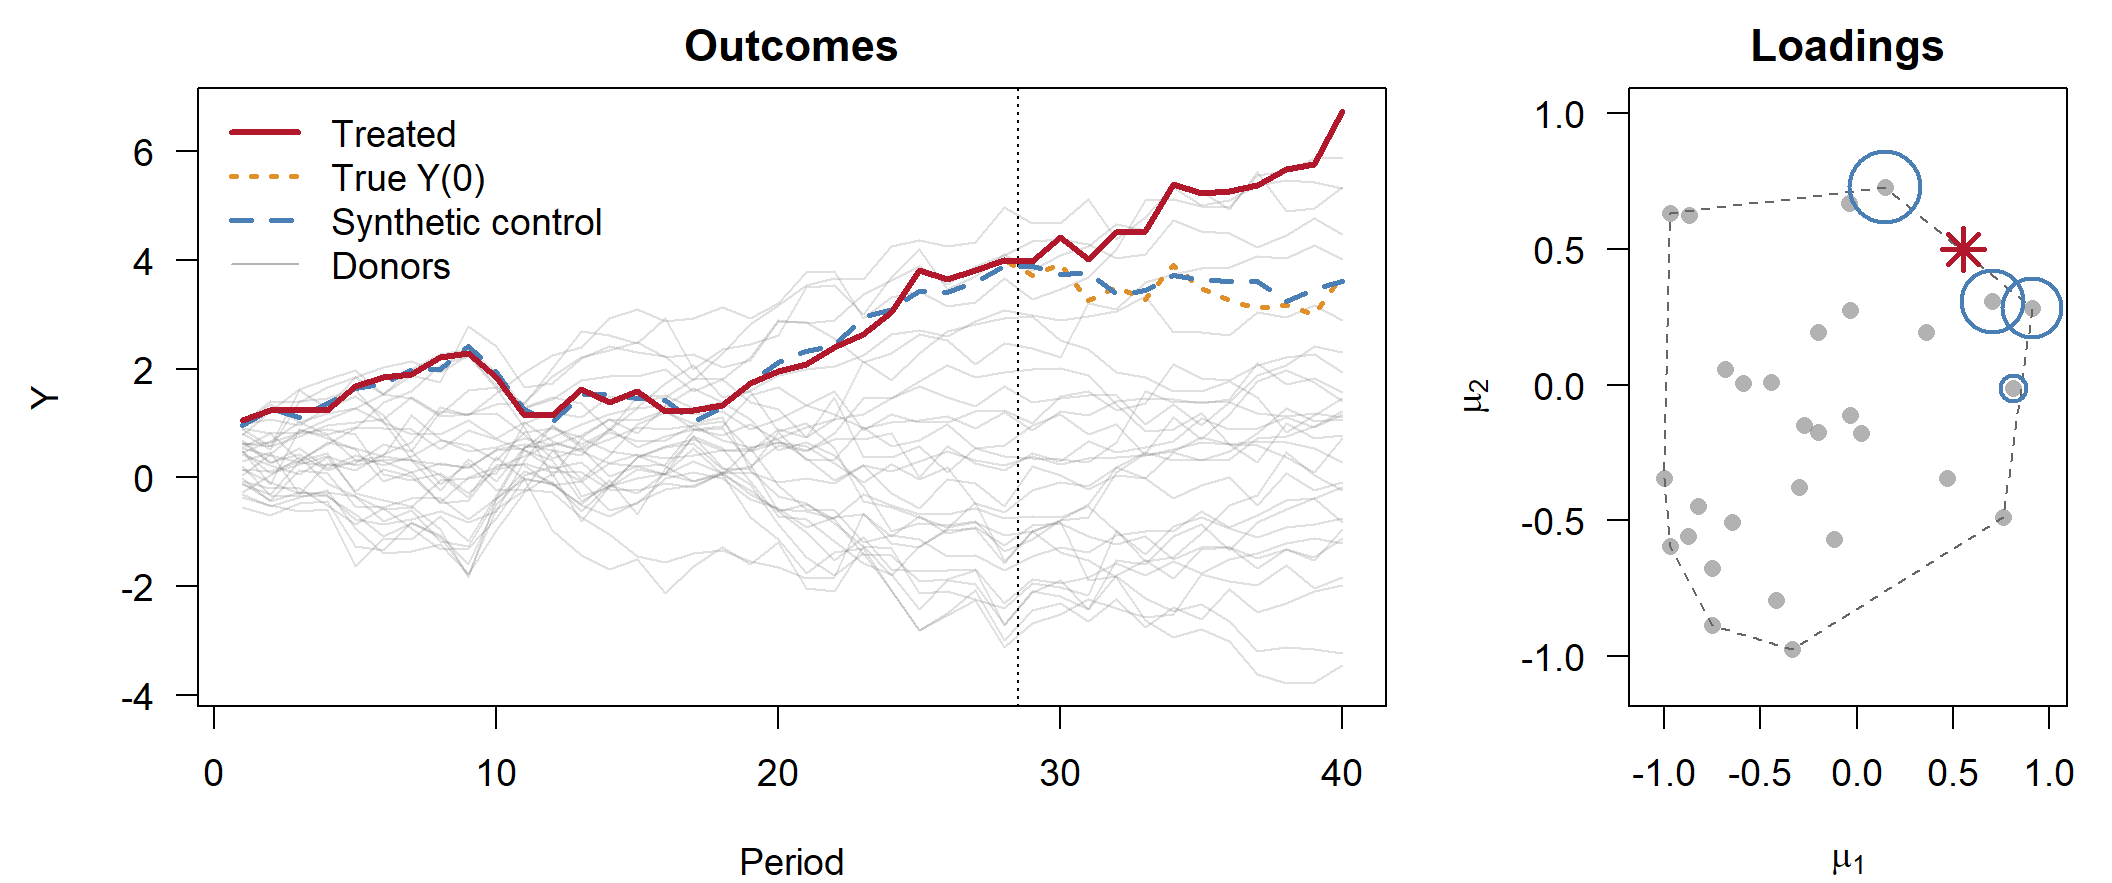 Outcomes
Treated
True Y(0)
Synthetic control
Donors
Y
6
4
2
0
-2
-4
0 10 20 30 40
Period
Loadings
μ2
1.0
0.5
0.0
-0.5
-1.0
-1.0 -0.5 0.0 0.5 1.0
μ1